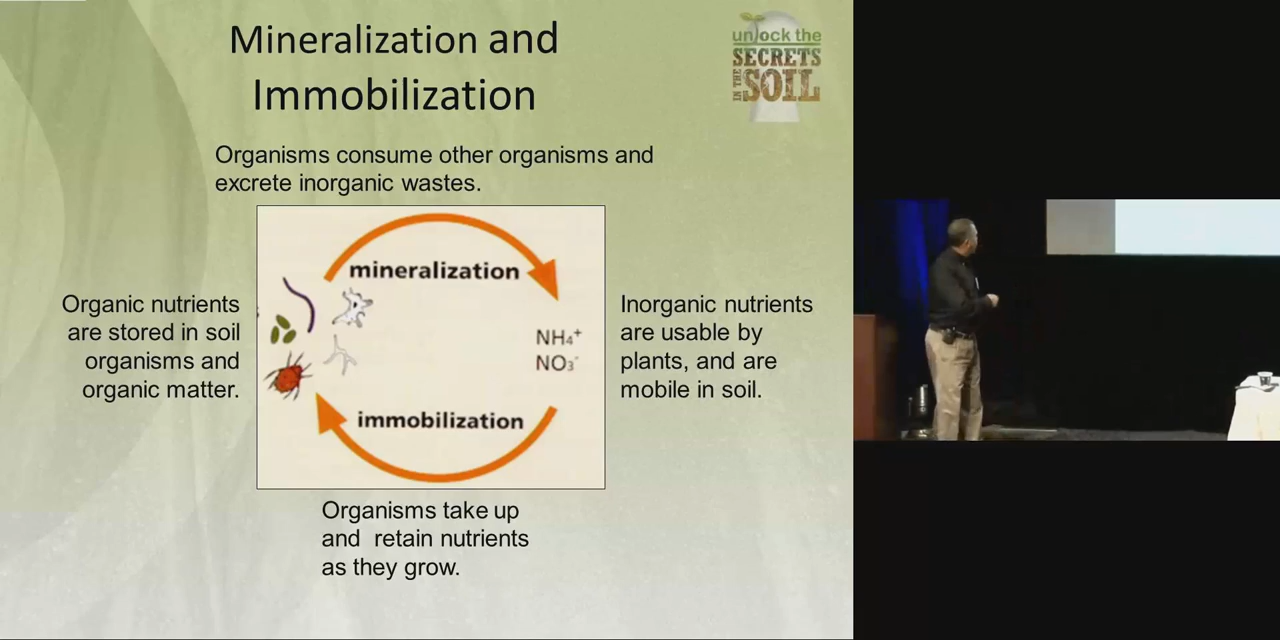 Mineralization and
Immobilization
unlock the
SECRETS
IN THE
SOIL
Organisms consume other organisms and
excrete inorganic wastes.
mineralization
Organic nutrients
are stored in soil
organisms and
organic matter.
NH₄⁺
NO₃⁻
Inorganic nutrients
are usable by
plants, and are
mobile in soil.
immobilization
Organisms take up
and retain nutrients
as they grow.